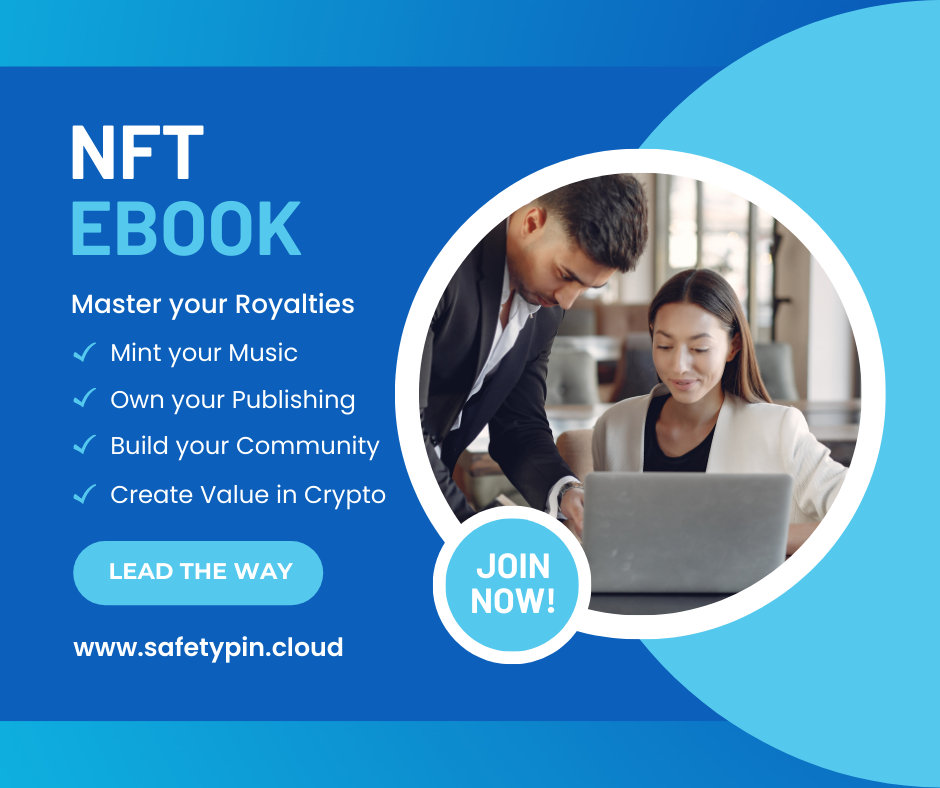 NFT
EBOOK
Master your Royalties
Mint your Music
Own your Publishing
Build your Community
Create Value in Crypto
LEAD THE WAY
www.safetypin.cloud
JOIN
NOW!